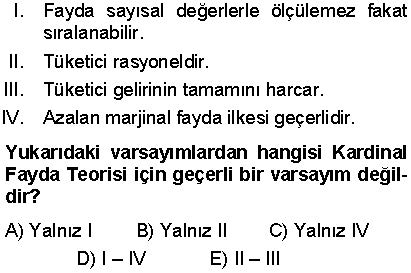 I. Fayda sayısal değerlerle ölçülemez fakat
sıralanabilir.
II. Tüketici rasyoneldir.
III. Tüketici gelirinin tamamını harcar.
IV. Azalan marjinal fayda ilkesi geçerlidir.
Yukarıdaki varsayımlardan hangisi Kardinal
Fayda Teorisi için geçerli bir varsayım değil-
dir?
A) Yalnız I B) Yalnız II C) Yalnız IV
D) I – IV E) II – III